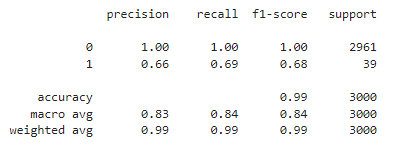 precision recall f1-score support
0 1.00 1.00 1.00 2961
1 0.66 0.69 0.68 39
accuracy 0.99 3000
macro avg 0.83 0.84 0.84 3000
weighted avg 0.99 0.99 0.99 3000